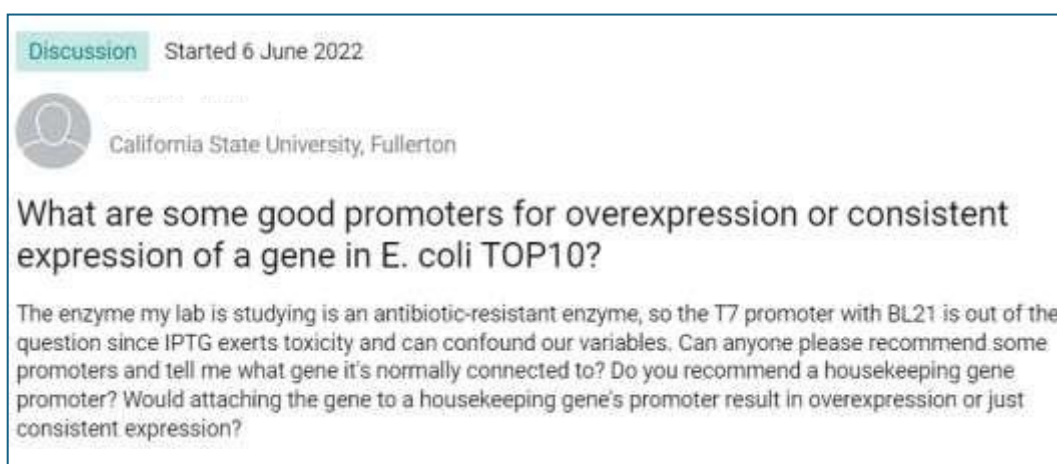 Discussion Started 6 June 2022
California State University, Fullerton
What are some good promoters for overexpression or consistent
expression of a gene in E. coli TOP10?
The enzyme my lab is studying is an antibiotic-resistant enzyme, so the T7 promoter with BL21 is out of the
question since IPTG exerts toxicity and can confound our variables. Can anyone please recommend some
promoters and tell me what gene it's normally connected to? Do you recommend a housekeeping gene
promoter? Would attaching the gene to a housekeeping gene's promoter result in overexpression or just
consistent expression?